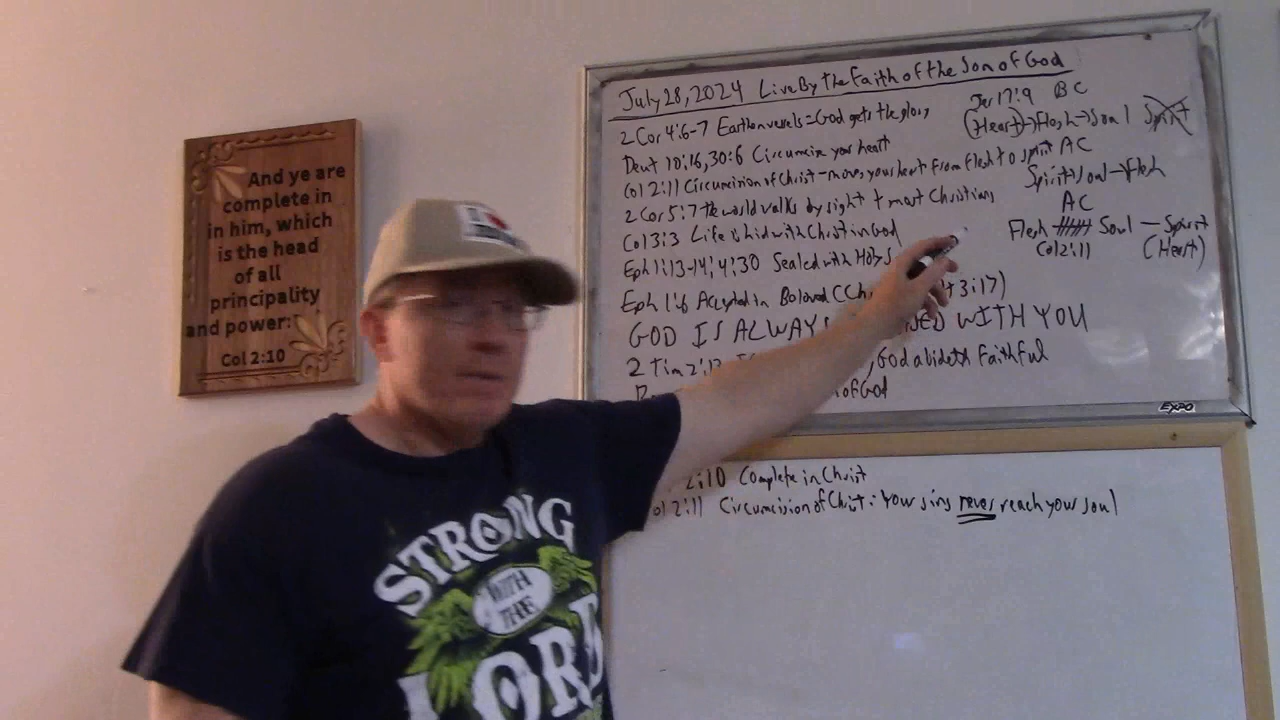 And ye are
complete in
in him, which
is the head
of all
principality
and power:
Col 2:10
July 28, 2024 Live By the Faith of the Son of God
2 Cor 4:6-7 Earthen vessels = God gets the glory
Deut 10:16, 30:6 Circumcise your heart
Col 2:11 Circumcision of Christ - moves your heart from flesh to spirit
2 Cor 5:7 the world walks by sight + most Christians
Col 3:3 Life is hid with Christ in God
Eph 1:13-14; 4:30 Sealed with Holy S
Eph 1:6 Accepted in Beloved (Ch 3:17)
GOD IS ALWAYS WITH YOU
2 Tim 2:13 , God abideth faithful
of God
Jer 17:9 BC
(Heart) → Flesh → Soul Spirit
AC
Spirit → Soul → Flesh
AC
Flesh Soul - Spirit
Col 2:11 (Heart)
EXPO
2:10 Complete in Christ
Col 2:11 Circumcision of Christ: Your sins never reach your soul
STRONG
WITH
THE
LORD